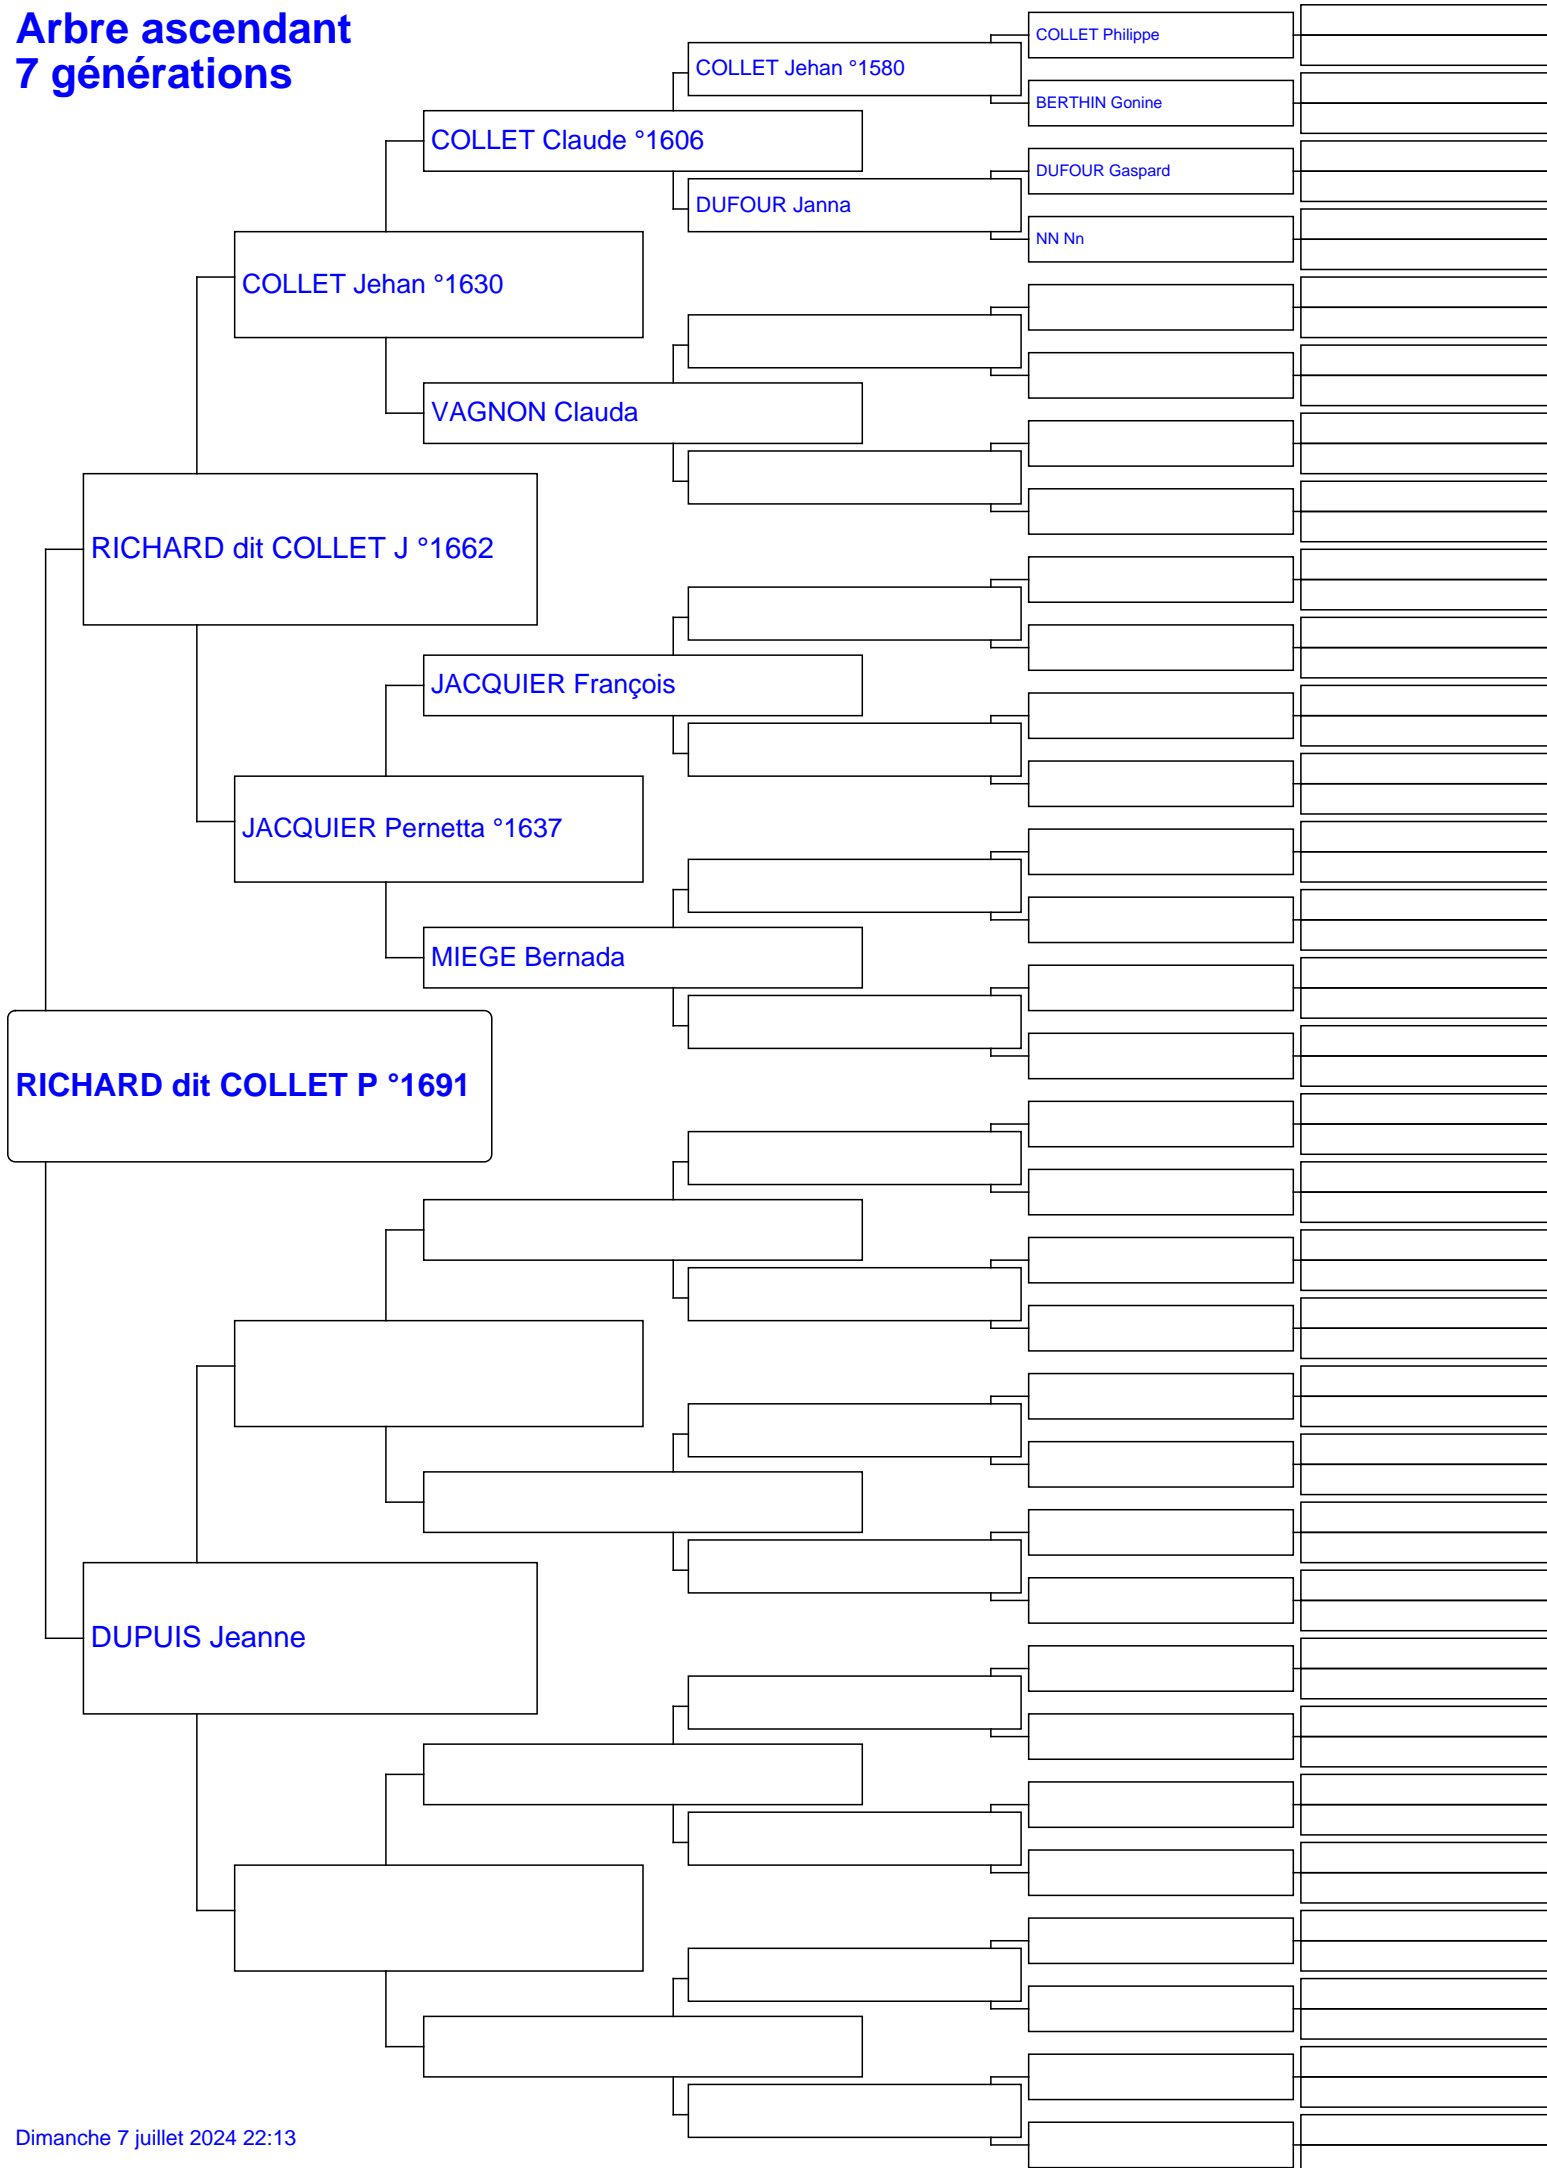 Arbre ascendant
7 générations
COLLET Philippe
COLLET Jehan °1580
BERTHIN Gonine
COLLET Claude °1606
DUFOUR Gaspard
DUFOUR Janna
NN Nn
COLLET Jehan °1630
VAGNON Clauda
RICHARD dit COLLET J °1662
JACQUIER François
JACQUIER Pernetta °1637
MIEGE Bernada
RICHARD dit COLLET P °1691
DUPUIS Jeanne
Dimanche 7 juillet 2024 22:13